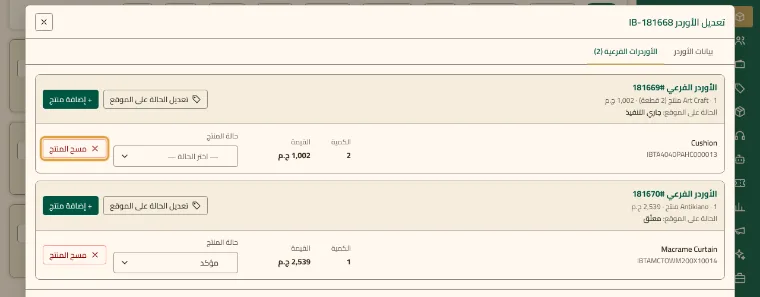 تعديل الأوردر IB-181668
بيانات الأوردر
الأوردرات الفرعية (2)
الأوردر الفرعي #181669
Art Craft · 1 منتج (2 قطعة) · 1,002 ج.م
الحالة على الموقع: جاري التنفيذ
تعديل الحالة على الموقع
+ إضافة منتج
Cushion
IBTA4040PAHC000013
الكمية
2
القيمة
1,002 ج.م
حالة المنتج
— اختر الحالة —
مسح المنتج
الأوردر الفرعي #181670
Antikiano · 1 منتج · 2,539 ج.م
الحالة على الموقع: معلّق
تعديل الحالة على الموقع
+ إضافة منتج
Macrame Curtain
IBTAMCTOWM200X10014
الكمية
1
القيمة
2,539 ج.م
حالة المنتج
مؤكد
مسح المنتج